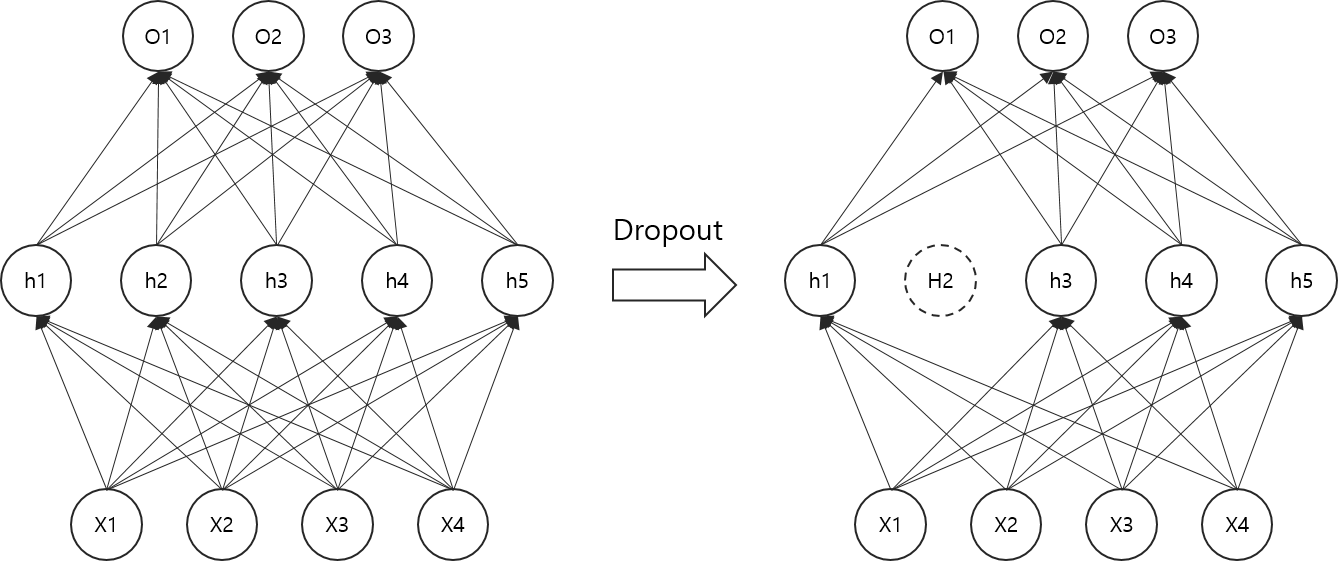 O1 O2 O3 O1 O2 O3
Dropout
h1 h2 h3 h4 h5 h1 H2 h3 h4 h5
X1 X2 X3 X4 X1 X2 X3 X4